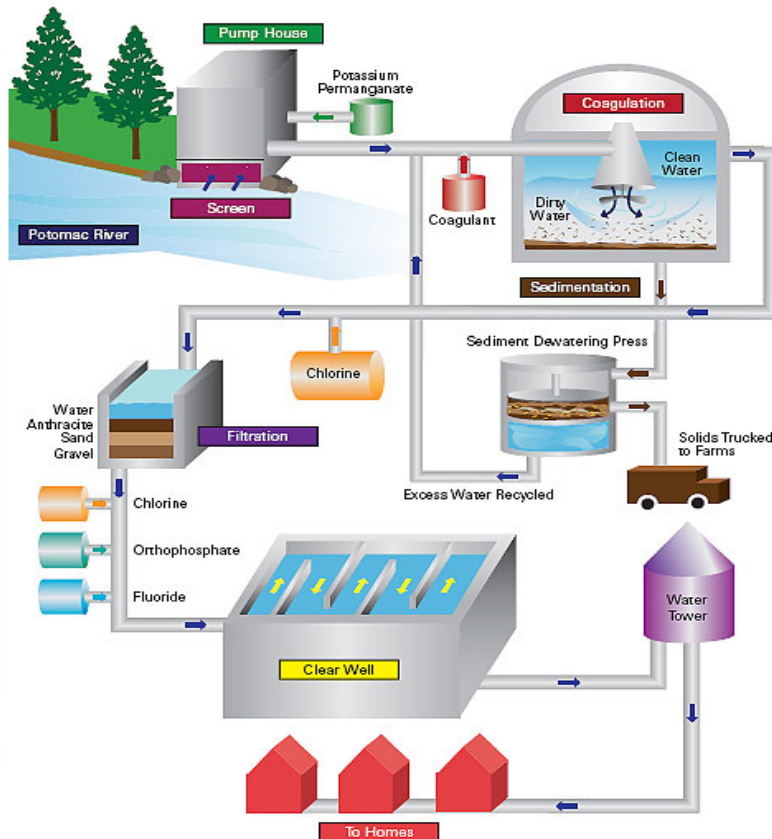 Pump House
Potassium
Permanganate
Coagulation
Clean
Water
Dirty
Water
Screen
Coagulant
Potomac River
Sedimentation
Sediment Dewatering Press
Chlorine
Water
Anthracite
Sand
Gravel
Filtration
Solids Trucked
to Farms
Excess Water Recycled
Chlorine
Orthophosphate
Fluoride
Water
Tower
Clear Well
To Homes